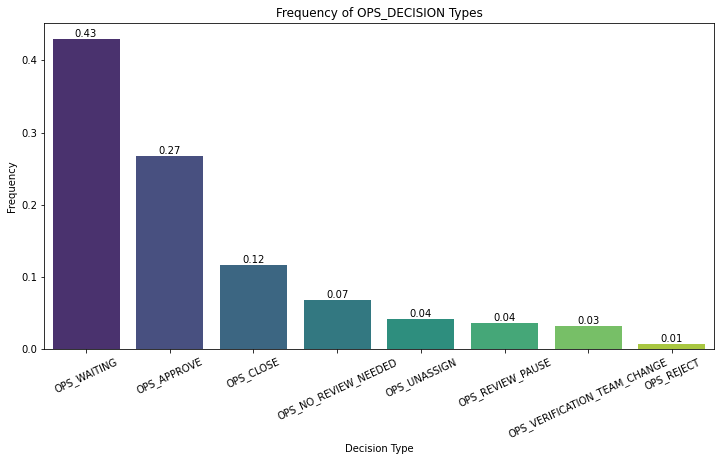 Frequency of OPS_DECISION Types
Frequency
0.4
0.3
0.2
0.1
0.0
0.43
0.27
0.12
0.07
0.04
0.04
0.03
0.01
OPS_WAITING
OPS_APPROVE
OPS_CLOSE
OPS_NO_REVIEW_NEEDED
OPS_UNASSIGN
OPS_REVIEW_PAUSE
OPS_VERIFICATION_TEAM_CHANGE
OPS_REJECT
Decision Type